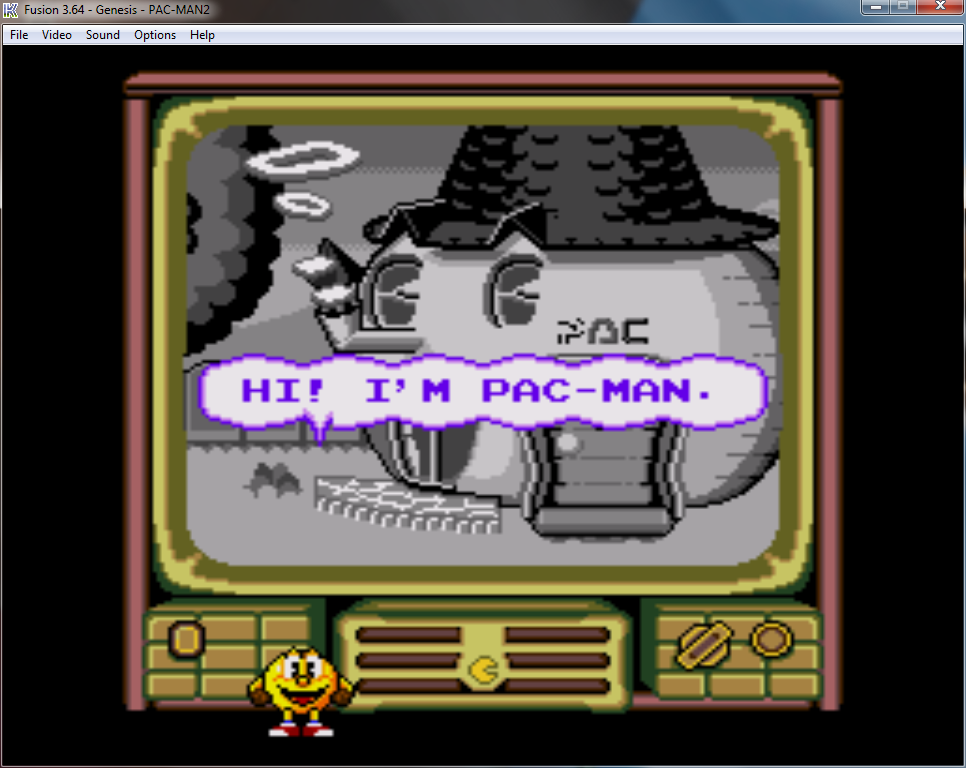 Fusion 3.64 - Genesis - PAC-MAN2
File Video Sound Options Help
PAC
HI! I'M PAC-MAN.